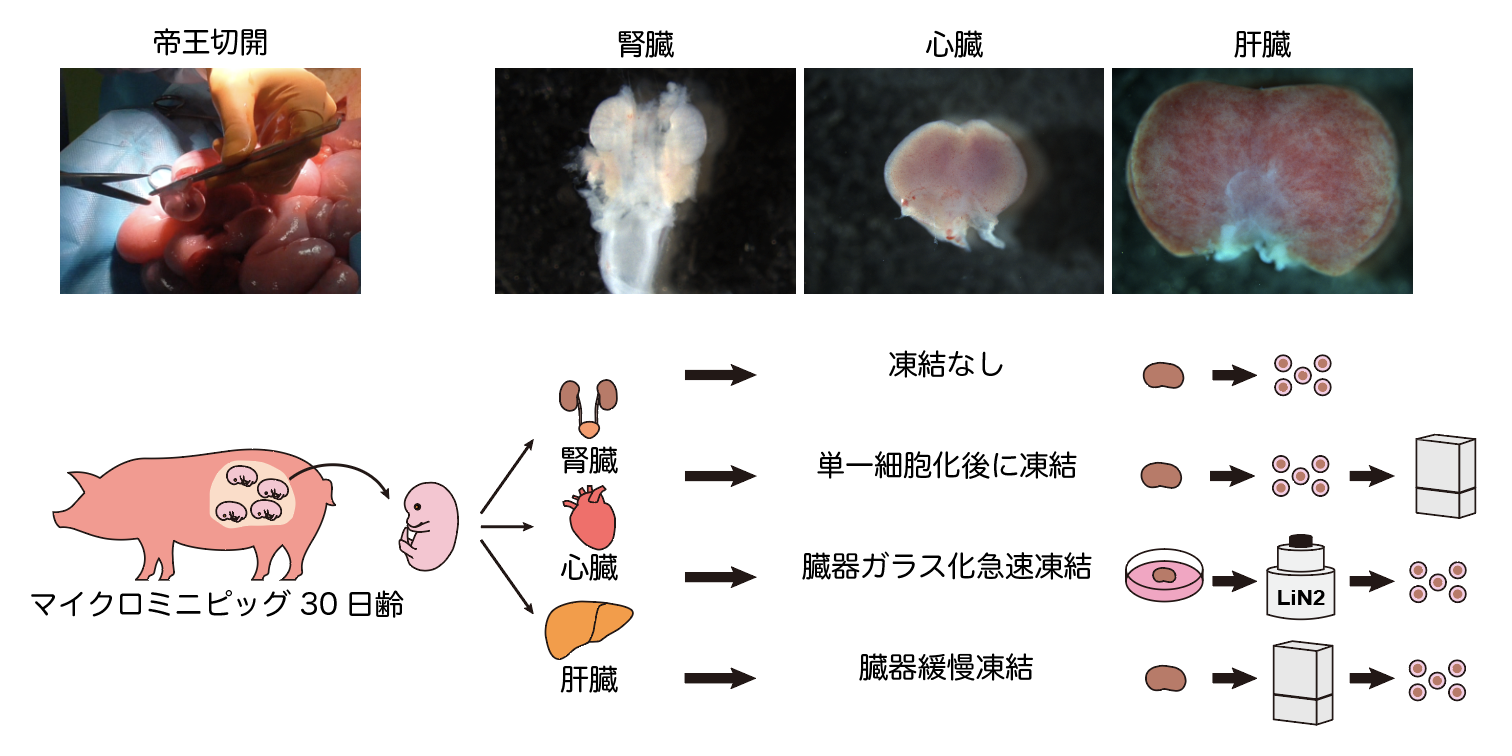 帝王切開
腎臓
心臓
肝臓
凍結なし
腎臓
単一細胞化後に凍結
心臓
臓器ガラス化急速凍結
LiN2
マイクロミニピッグ 30 日齢
肝臓
臓器緩慢凍結